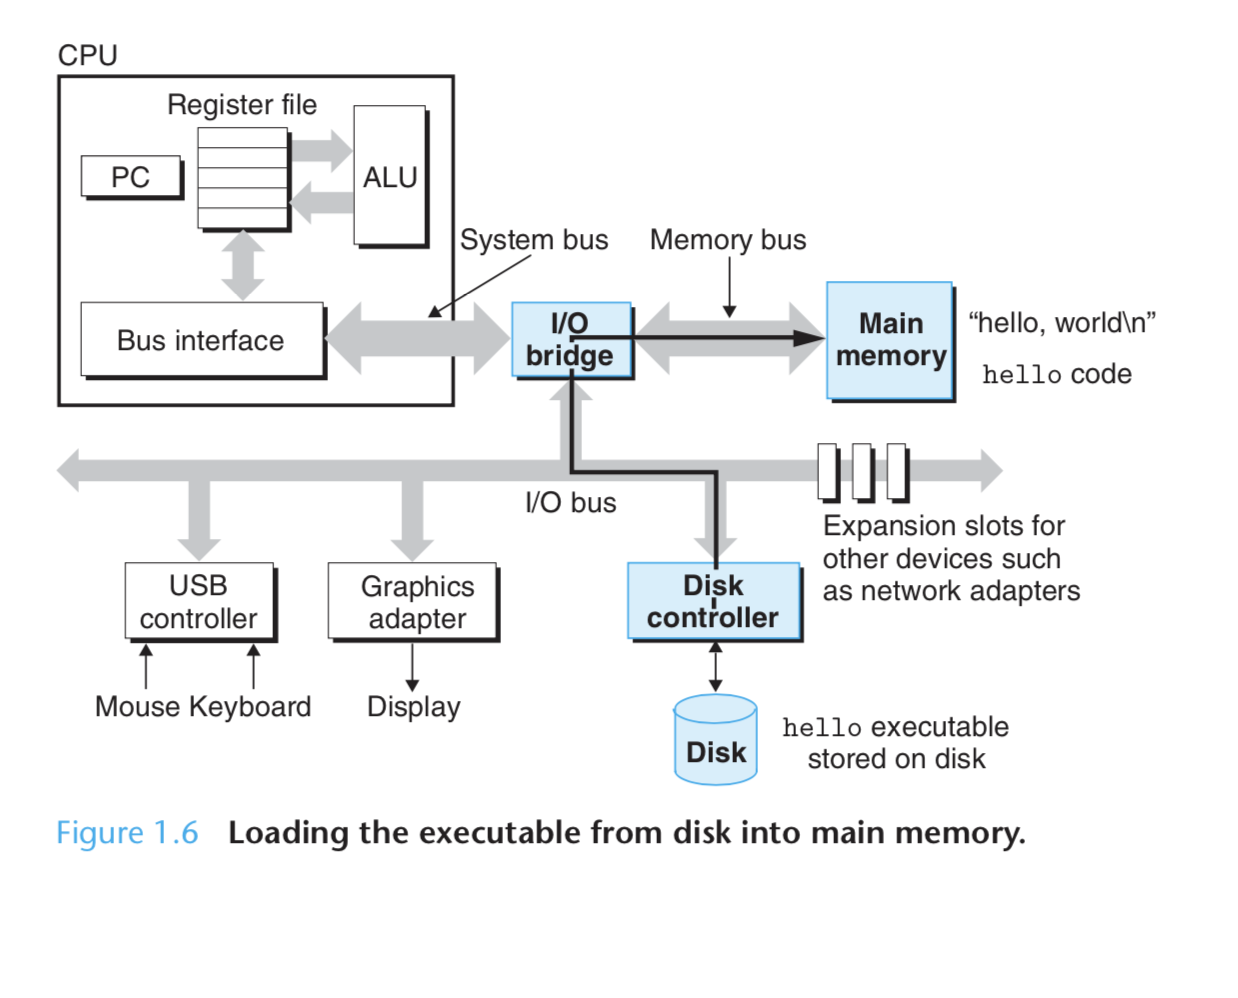 CPU
Register file
PC
ALU
System bus
Memory bus
Bus interface
I/O
bridge
Main
memory
“hello, world\n”
hello code
I/O bus
Expansion slots for
other devices such
as network adapters
USB
controller
Graphics
adapter
Disk
controller
Mouse Keyboard
Display
Disk
hello executable
stored on disk
Figure 1.6 Loading the executable from disk into main memory.